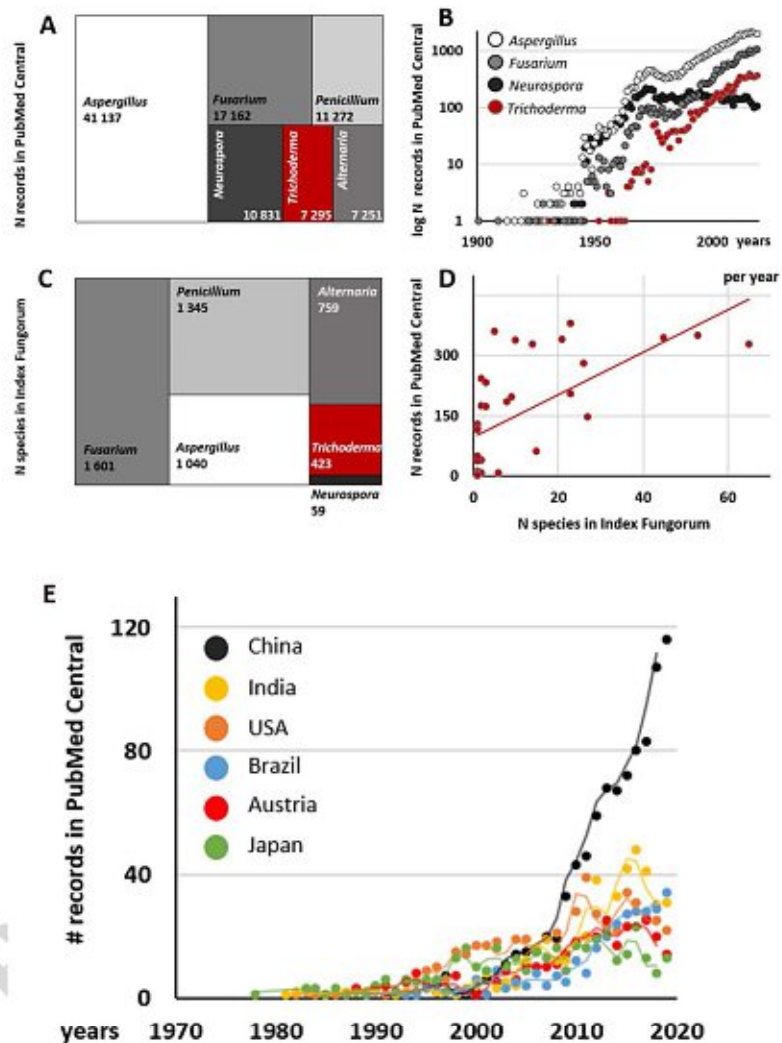 A
N records in PubMed Central
Aspergillus
41 137
Fusarium
17 162
Penicillium
11 272
Neurospora
10 831
Trichoderma
7 295
Alternaria
7 251
B
log N records in PubMed Central
1000
100
10
1
Aspergillus
Fusarium
Neurospora
Trichoderma
1900 1950 2000 years
C
N species in Index Fungorum
Fusarium
1 601
Penicillium
1 345
Aspergillus
1 040
Alternaria
759
Trichoderma
423
Neurospora
59
D
per year
N records in PubMed Central
300
150
0
0 20 40 60
N species in Index Fungorum
E
# records in PubMed Central
120
80
40
0
China
India
USA
Brazil
Austria
Japan
years 1970 1980 1990 2000 2010 2020